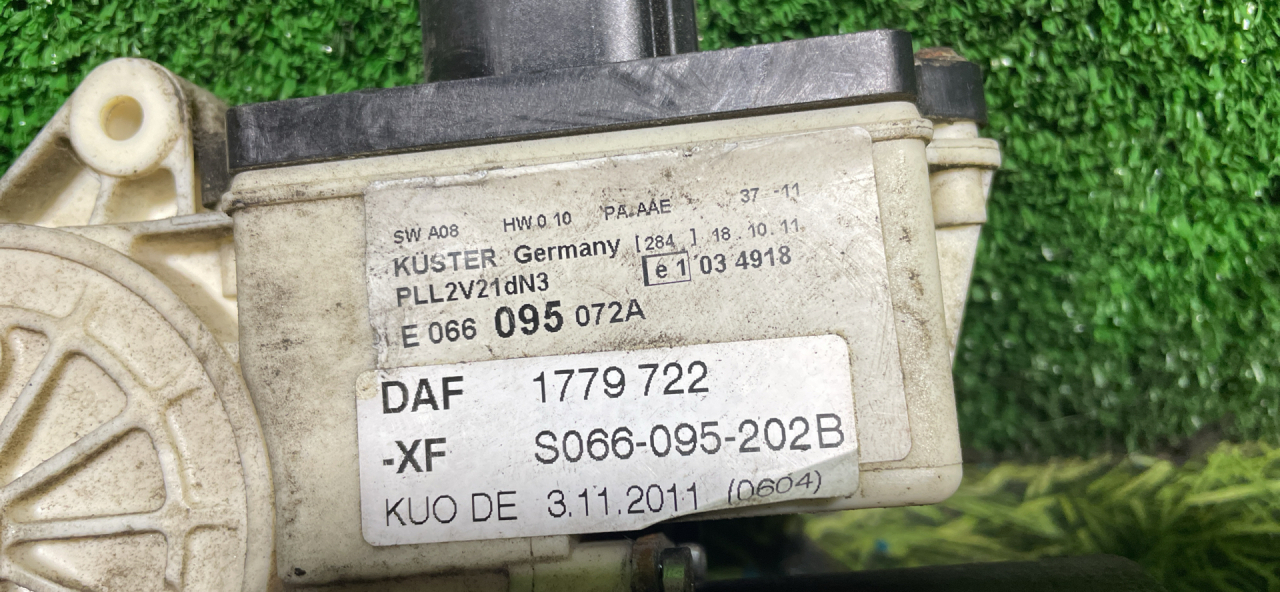 SW A08 HW 0 10 PA.AAE 37 -11
KÜSTER Germany [284 ] 18.10.11.
PLL2V21dN3 e 1 03 4918
E 066 095 072A
DAF 1779 722
-XF S066-095-202B
KUO DE 3.11.2011 (0604)